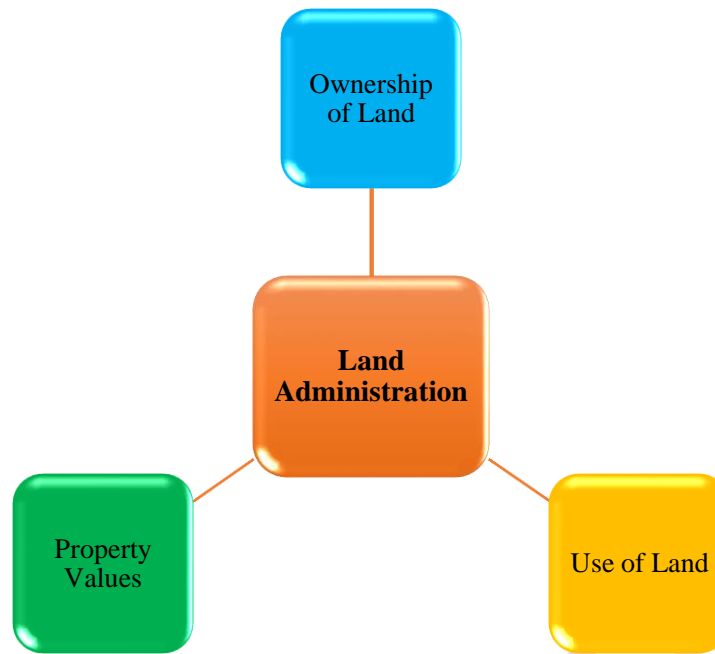 Ownership
of Land
Land
Administration
Property
Values
Use of Land